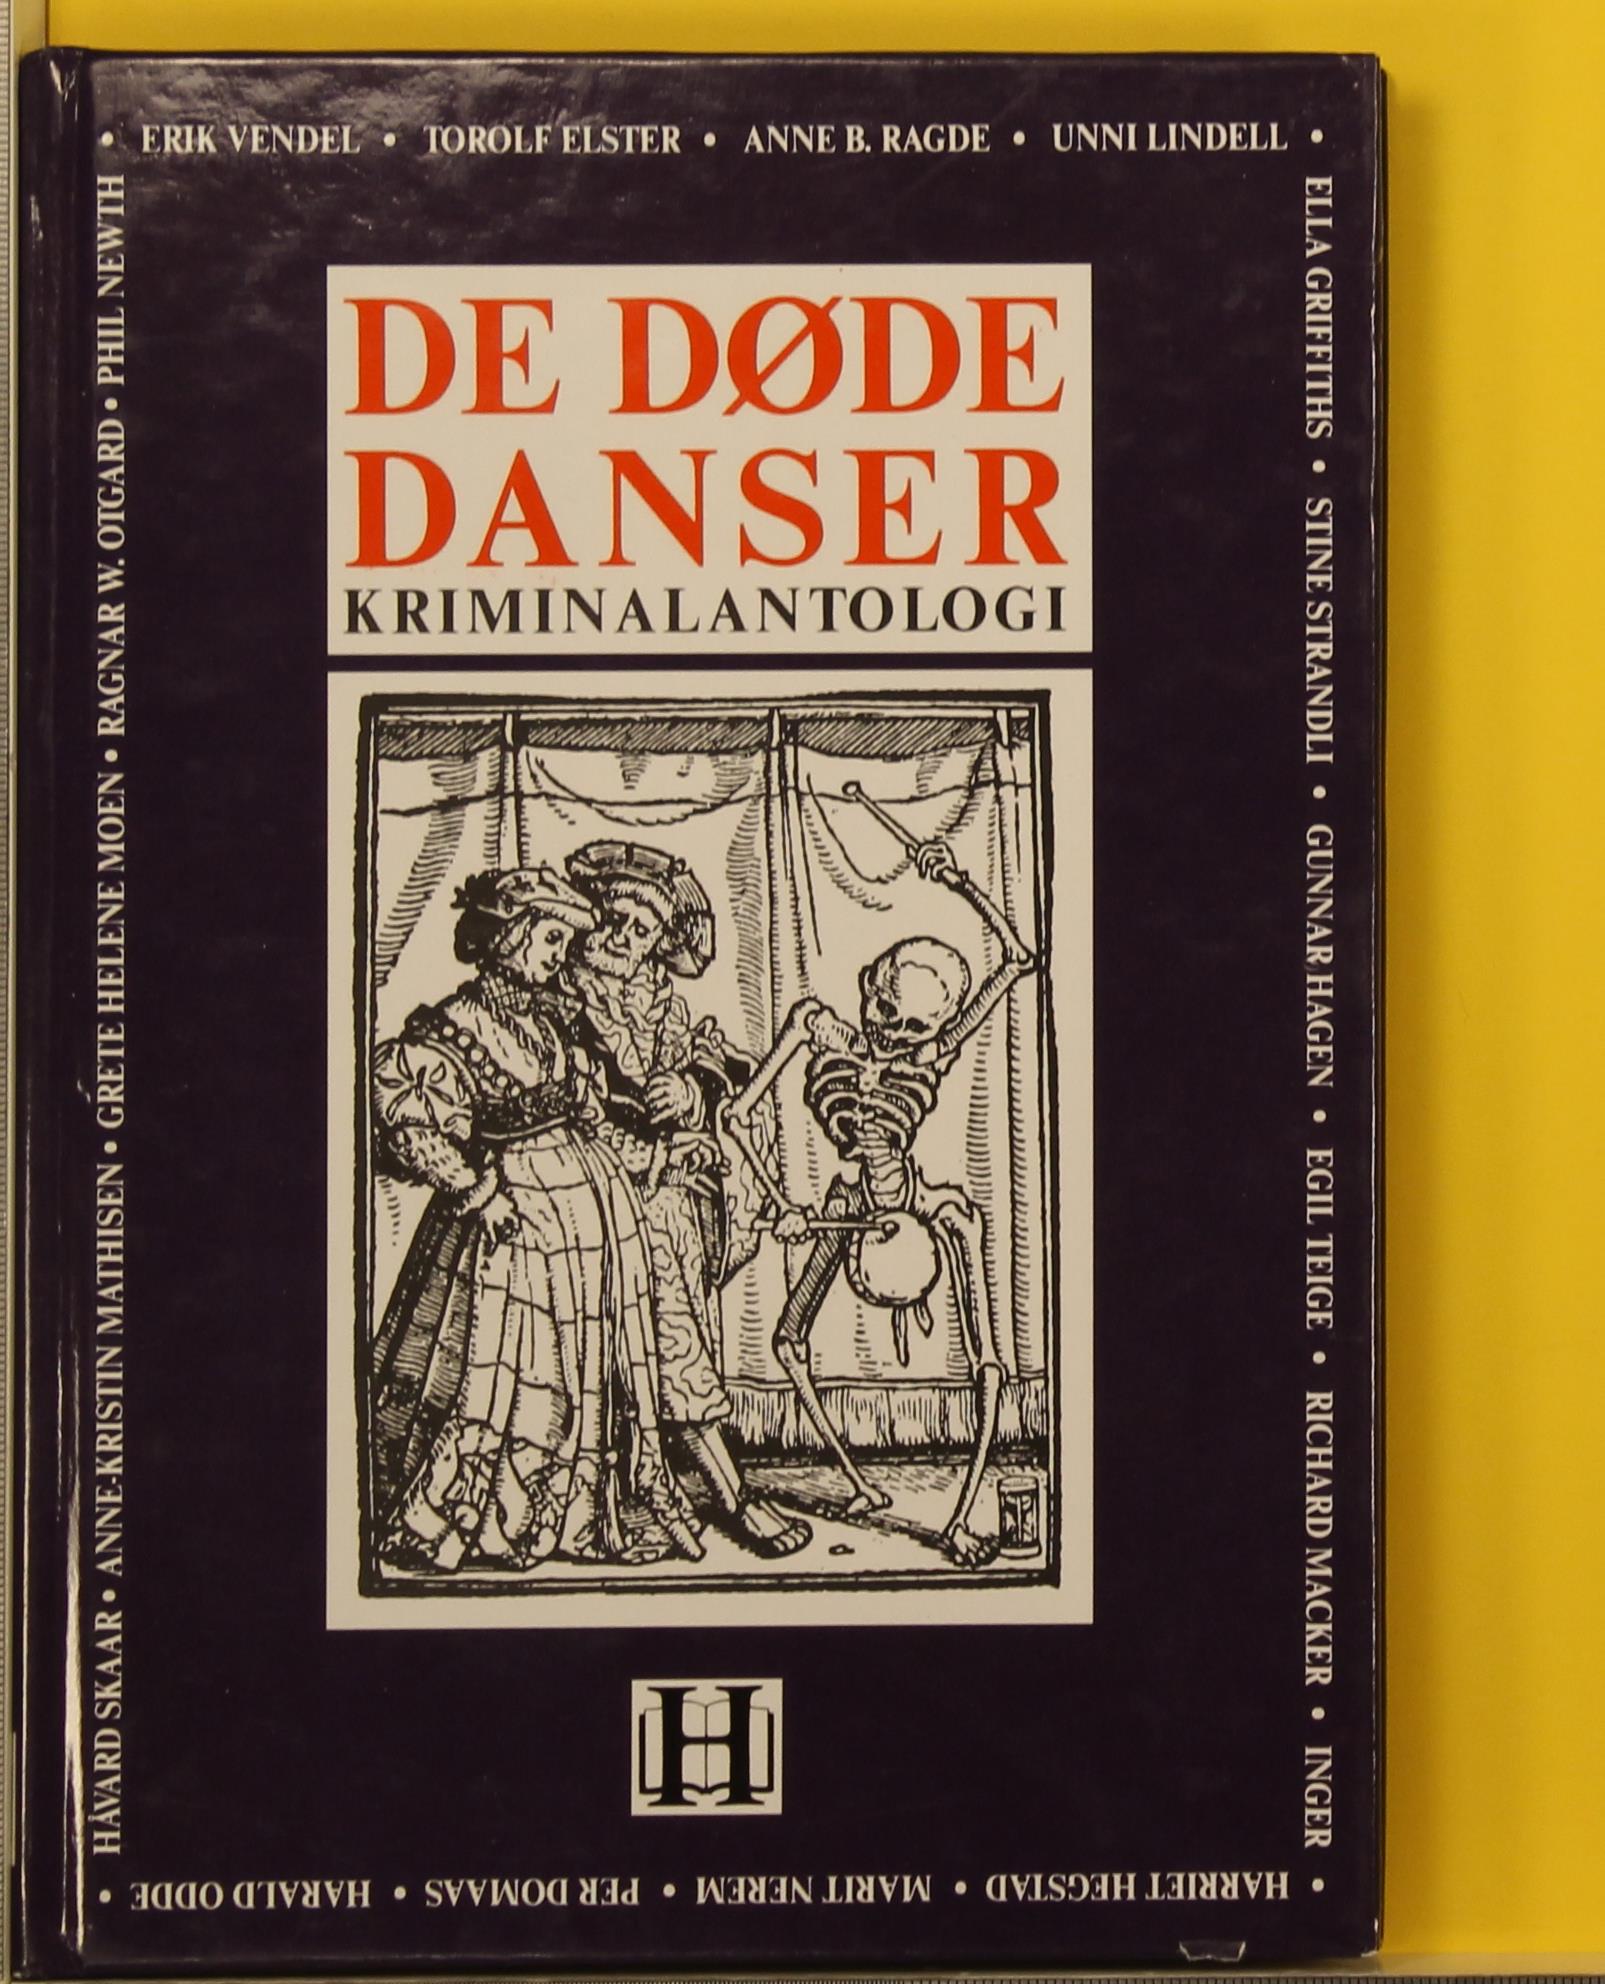 • ERIK VENDEL • TOROLF ELSTER • ANNE B. RAGDE • UNNI LINDELL •
ELLA GRIFFITHS • STINE STRANDLI • GUNNAR HAGEN • EGIL TEIGE • RICHARD MACKER • INGER
• HARRIET HEGSTAD • MARIT NEREM • PER DOMAAS • HARALD ODDE •
HÅVARD SKAAR • ANNE-KRISTIN MATHISEN • GRETE HELENE MOEN • RAGNAR W. OTGARD • PHIL NEWTH
DE DØDE
DANSER
KRIMINALANTOLOGI
H